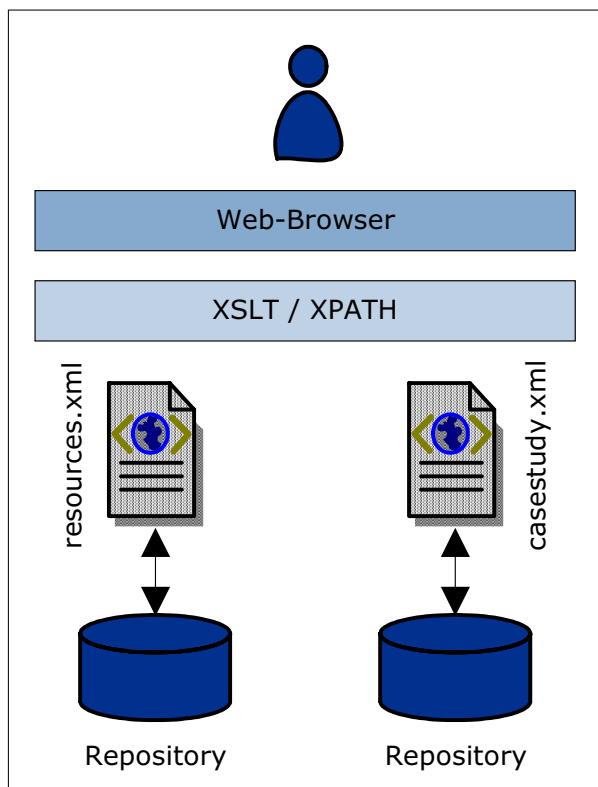 Web-Browser
XSLT / XPATH
resources.xml
casestudy.xml
Repository
Repository